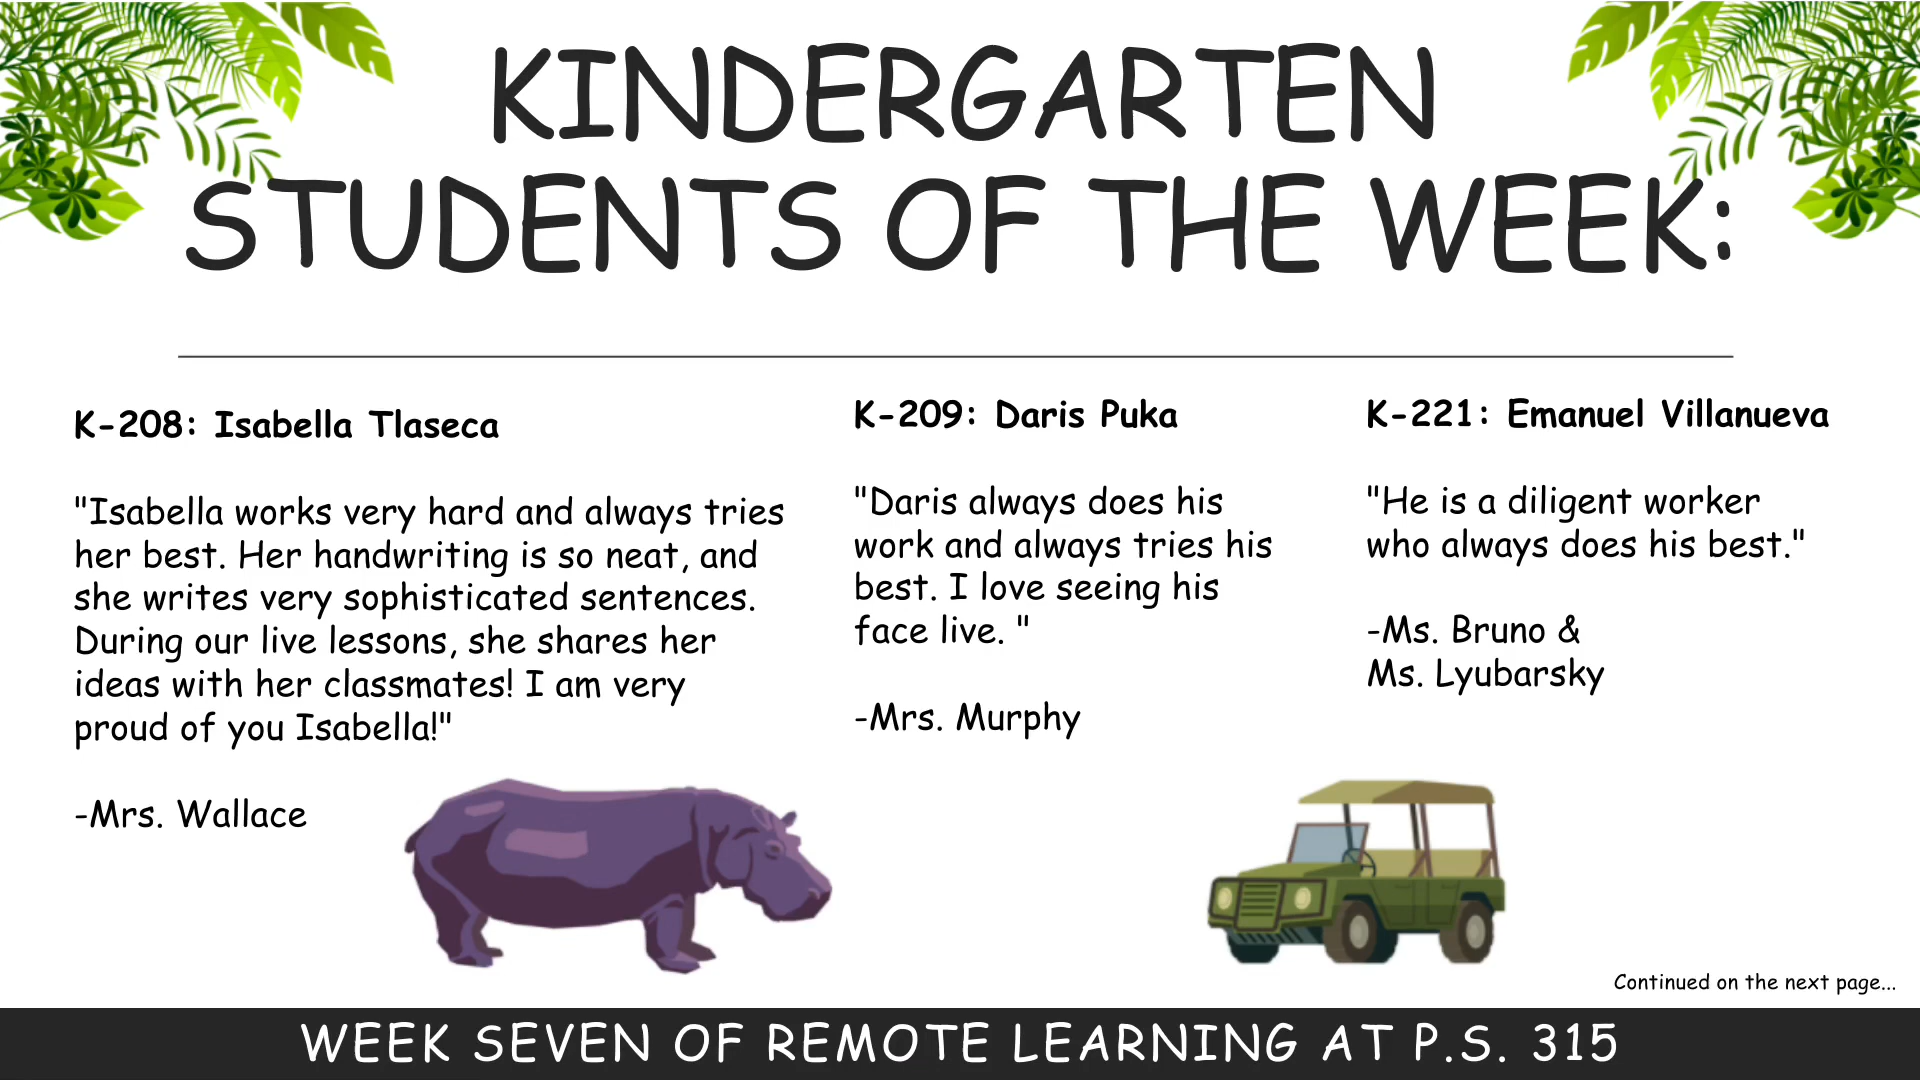 KINDERGARTEN
STUDENTS OF THE WEEK:
K-208: Isabella Tlaseca
"Isabella works very hard and always tries
her best. Her handwriting is so neat, and
she writes very sophisticated sentences.
During our live lessons, she shares her
ideas with her classmates! I am very
proud of you Isabella!"
-Mrs. Wallace
K-209: Daris Puka
"Daris always does his
work and always tries his
best. I love seeing his
face live. "
-Mrs. Murphy
K-221: Emanuel Villanueva
"He is a diligent worker
who always does his best."
-Ms. Bruno &
Ms. Lyubarsky
Continued on the next page...
WEEK SEVEN OF REMOTE LEARNING AT P.S. 315